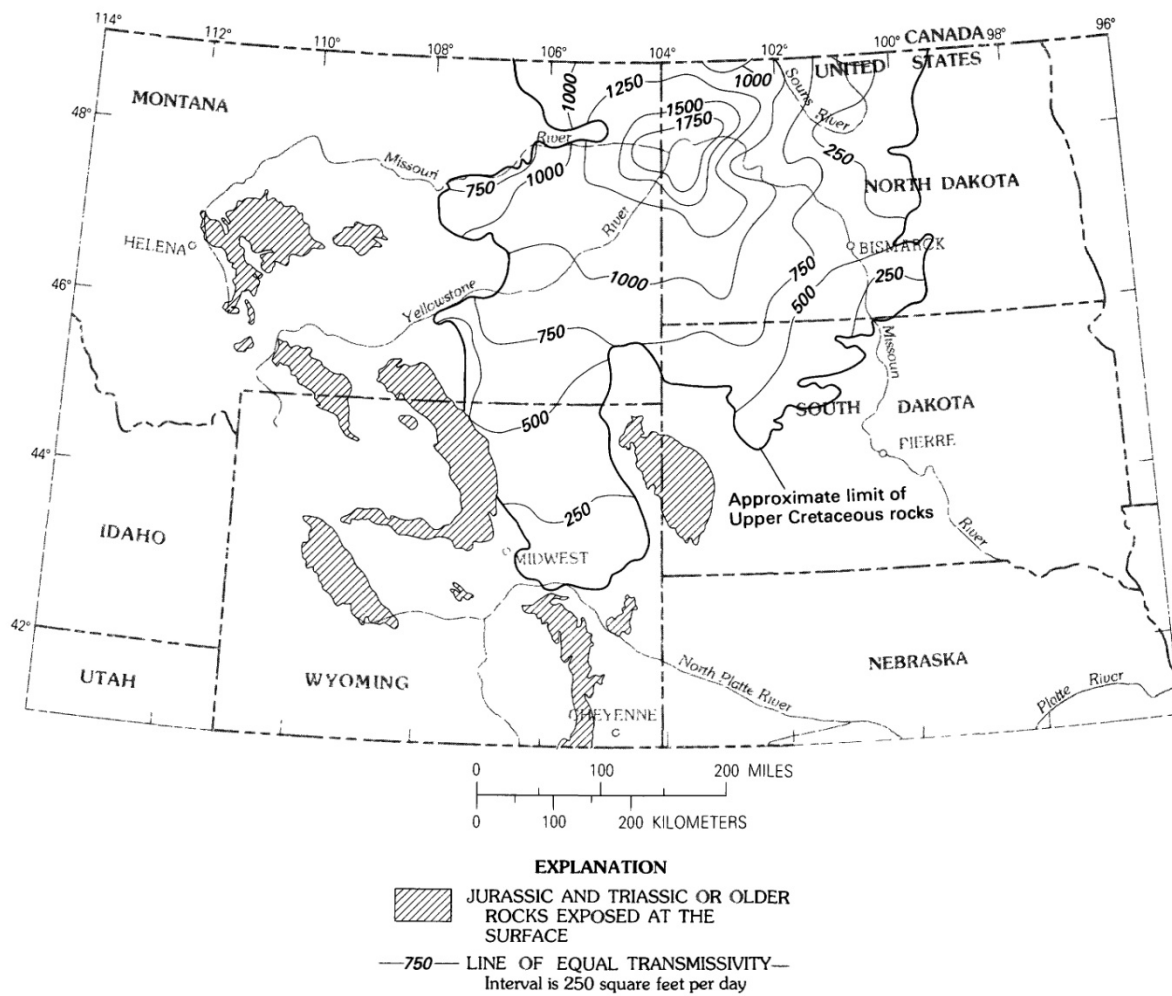 114°
112°
110°
108°
106°
104°
102°
100°
98°
96°
CANADA
UNITED STATES
MONTANA
48°
1000
1250
1000
Souris River
1500
1750
River
Missouri
750
1000
250
NORTH DAKOTA
HELENA
River
BISMARCK
46°
1000
750
250
Yellowstone
500
750
Missouri
500
SOUTH DAKOTA
PIERRE
44°
Approximate limit of
Upper Cretaceous rocks
IDAHO
250
MIDWEST
River
42°
UTAH
WYOMING
North Platte River
NEBRASKA
Platte River
CHEYENNE
0 100 200 MILES
0 100 200 KILOMETERS
EXPLANATION
JURASSIC AND TRIASSIC OR OLDER
ROCKS EXPOSED AT THE
SURFACE
750 LINE OF EQUAL TRANSMISSIVITY—
Interval is 250 square feet per day